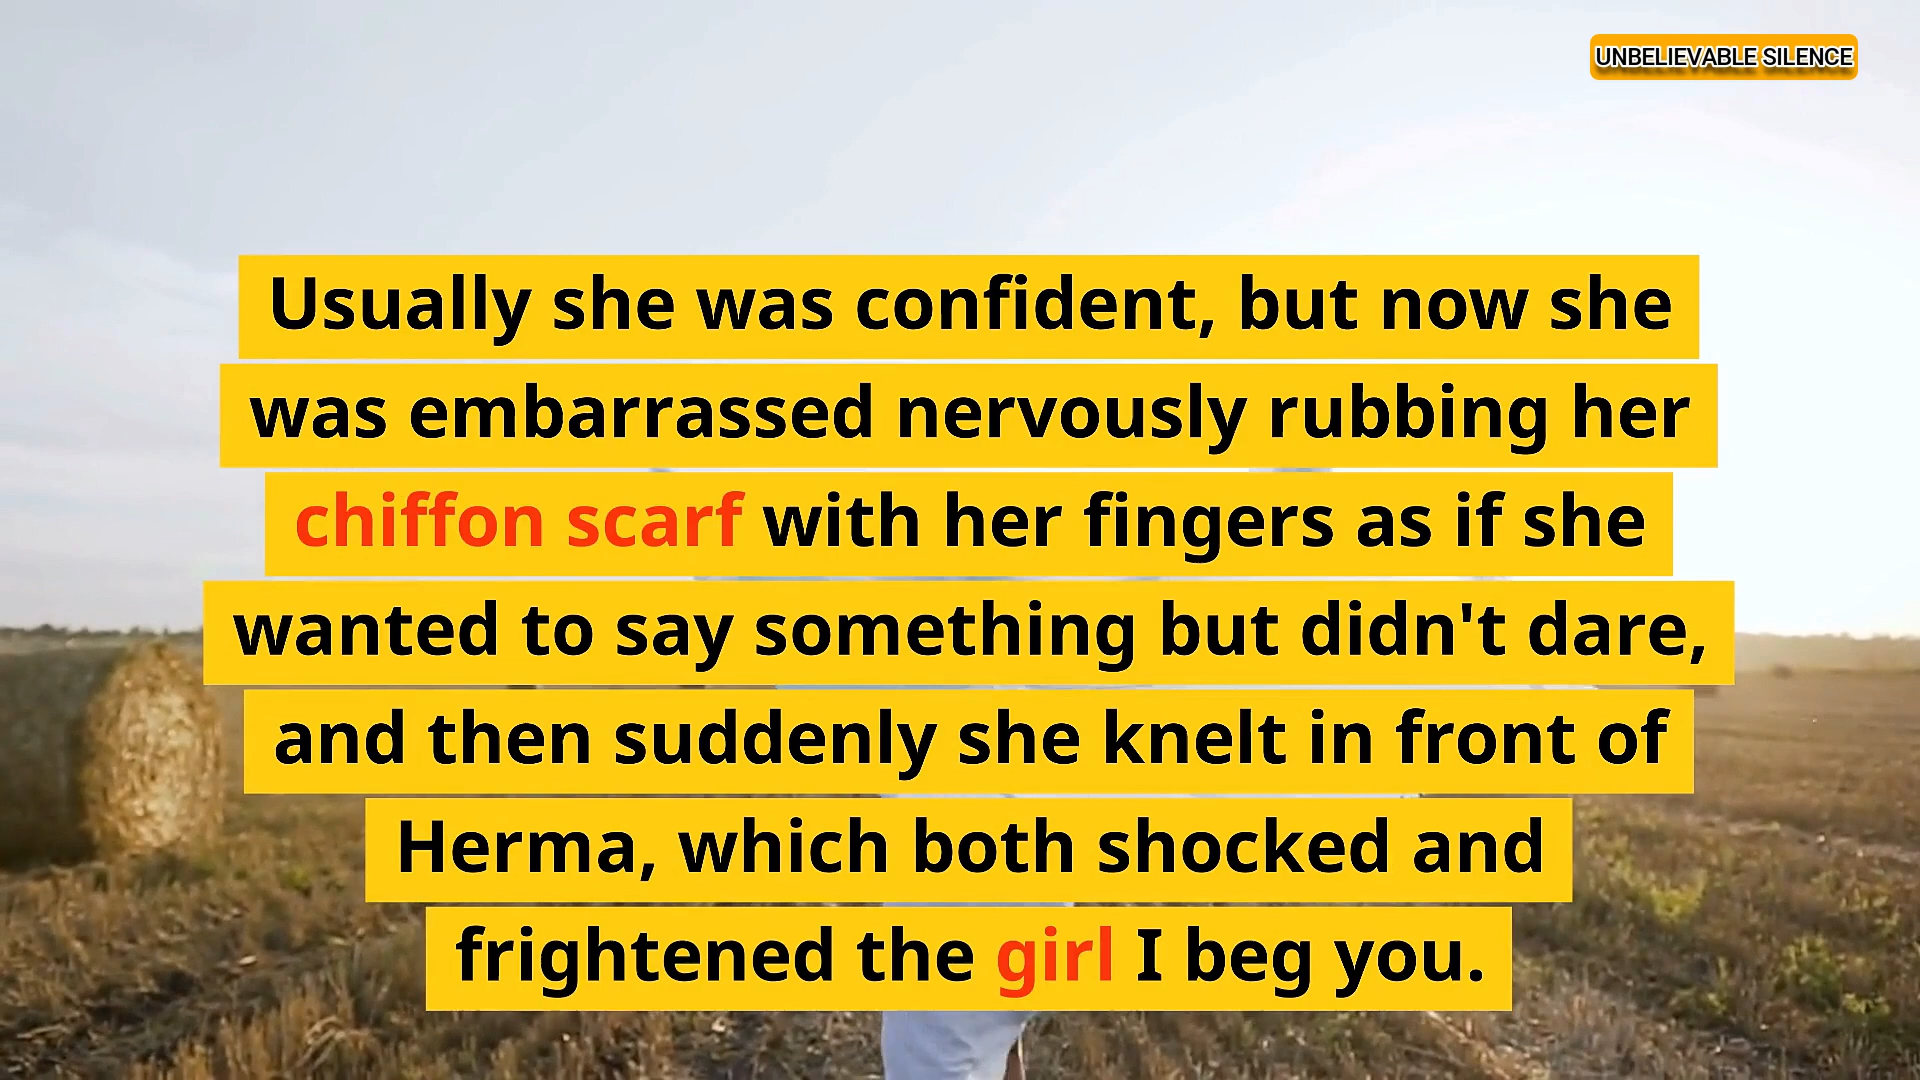 UNBELIEVABLE SILENCE
Usually she was confident, but now she
was embarrassed nervously rubbing her
chiffon scarf with her fingers as if she
wanted to say something but didn't dare,
and then suddenly she knelt in front of
Herma, which both shocked and
frightened the girl I beg you.